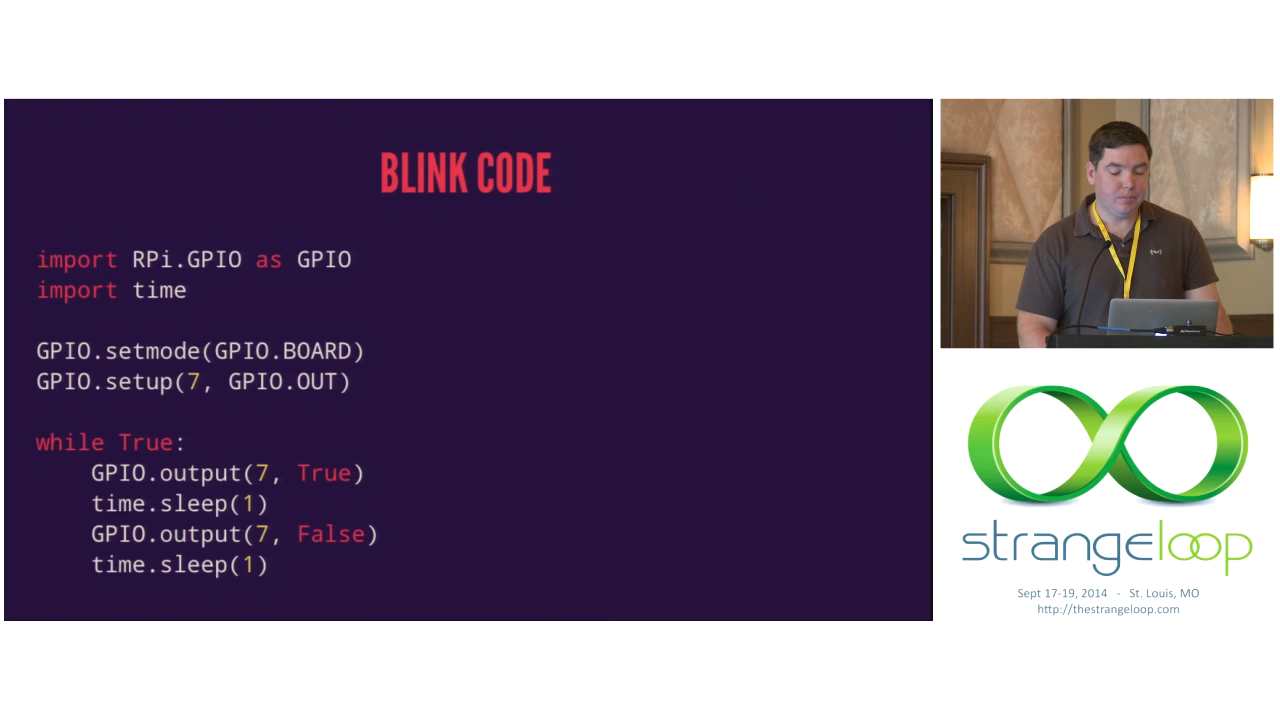 BLINK CODE
import RPi.GPIO as GPIO
import time
GPIO.setmode(GPIO.BOARD)
GPIO.setup(7, GPIO.OUT)
while True:
    GPIO.output(7, True)
    time.sleep(1)
    GPIO.output(7, False)
    time.sleep(1)
strangeloop
Sept 17-19, 2014 - St. Louis, MO
http://thestrangeloop.com